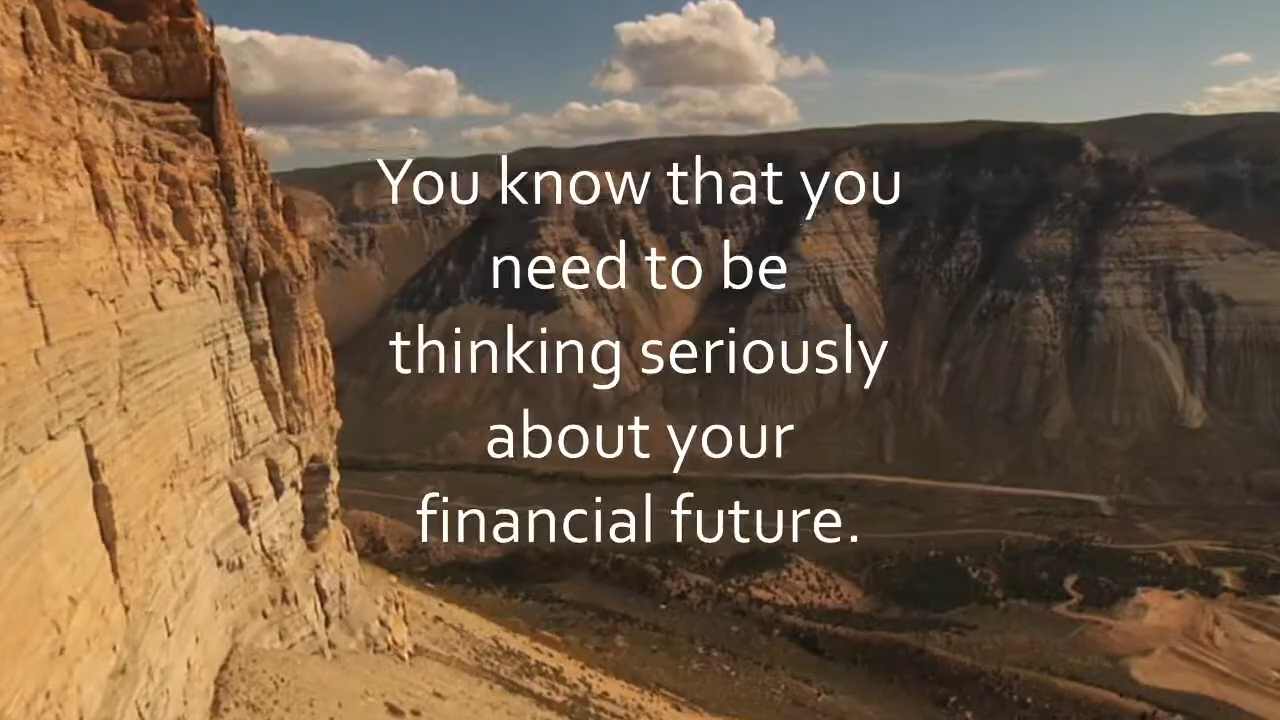 You know that you
need to be
thinking seriously
about your
financial future.